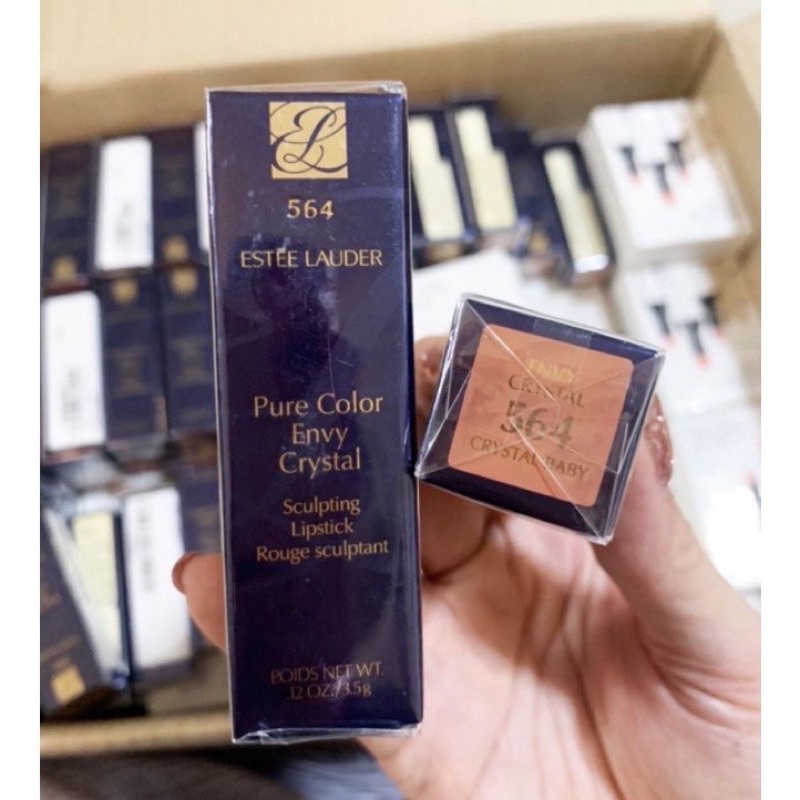 564
ESTĒE LAUDER
Pure Color
Envy
Crystal
Sculpting
Lipstick
Rouge sculptant
POIDS NET WT.
.12 OZ./3.5g
ENVY
CRYSTAL
564
CRYSTAL BABY